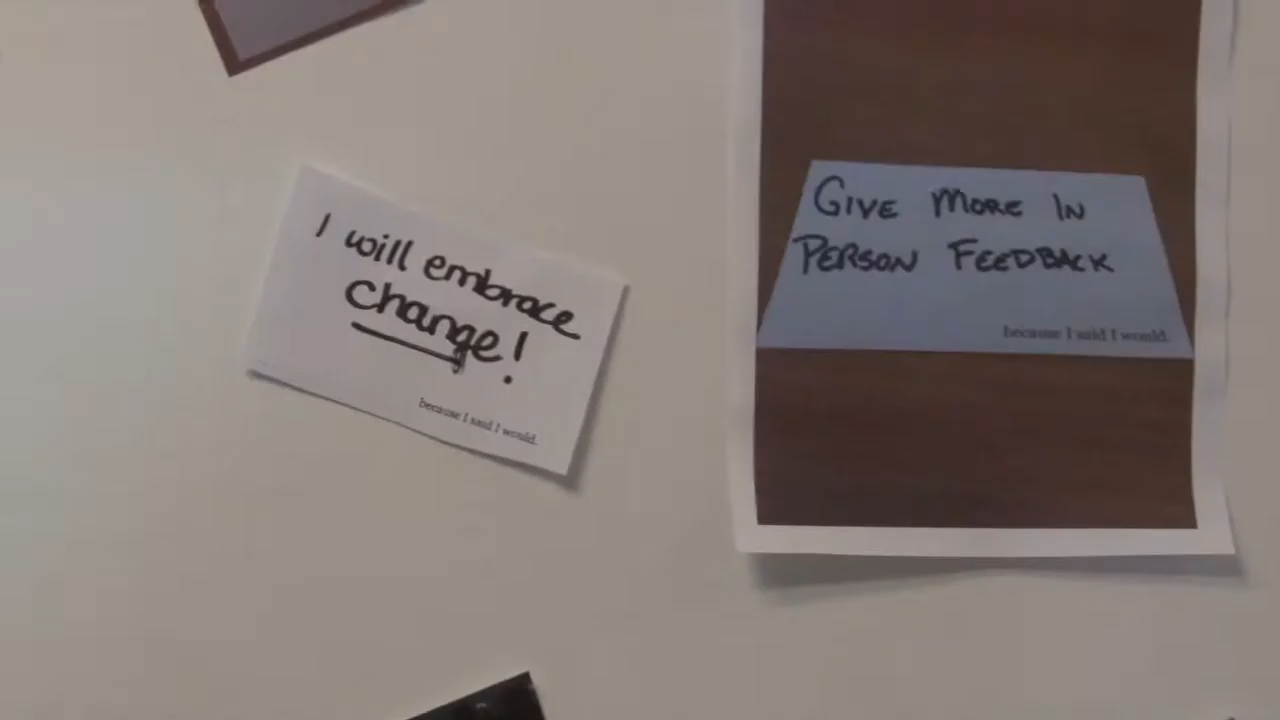 I will embrace
change!
because I said I would.
GIVE MORE IN
PERSON FEEDBACK
because I said I would.